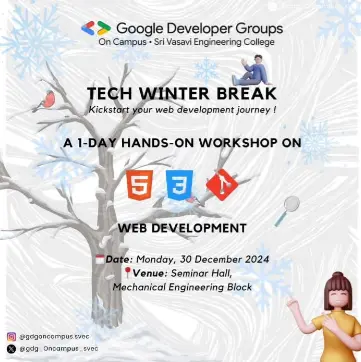 Google Developer Groups
On Campus • Sri Vasavi Engineering College
TECH WINTER BREAK
Kickstart your web development journey !
A 1-DAY HANDS-ON WORKSHOP ON
5 3
WEB DEVELOPMENT
Date: Monday, 30 December 2024
Venue: Seminar Hall,
Mechanical Engineering Block
@gdgoncampus.svec
@gdg_Oncampus_svec